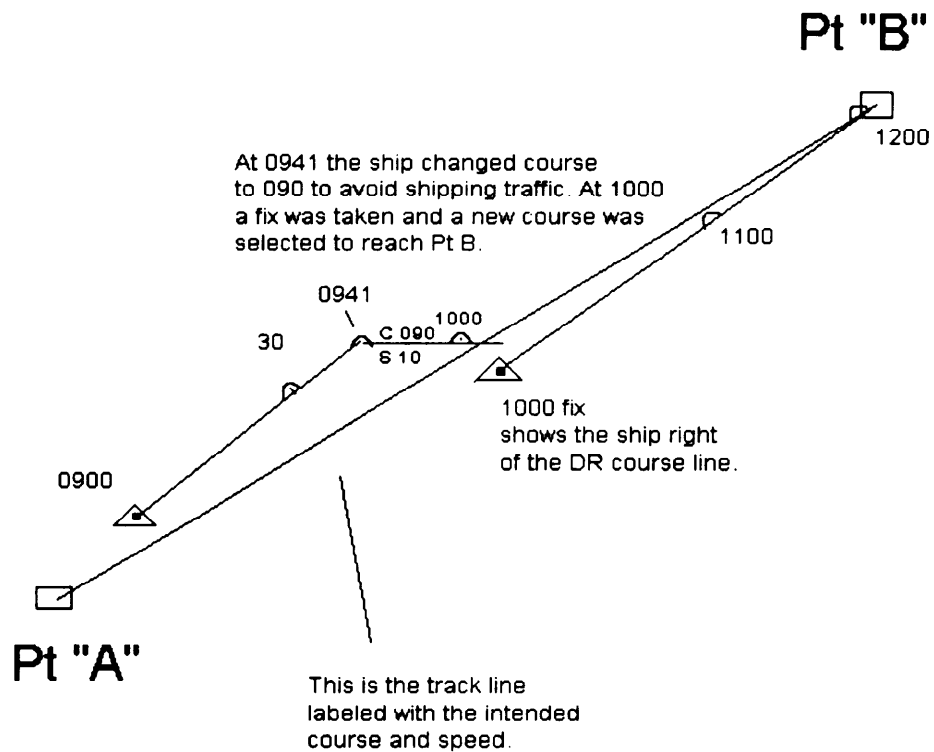 Pt "B"
1200
At 0941 the ship changed course
to 090 to avoid shipping traffic. At 1000
a fix was taken and a new course was
selected to reach Pt B.
1100
0941
1000
C 090
S 10
30
1000 fix
shows the ship right
of the DR course line.
0900
Pt "A"
This is the track line
labeled with the intended
course and speed.